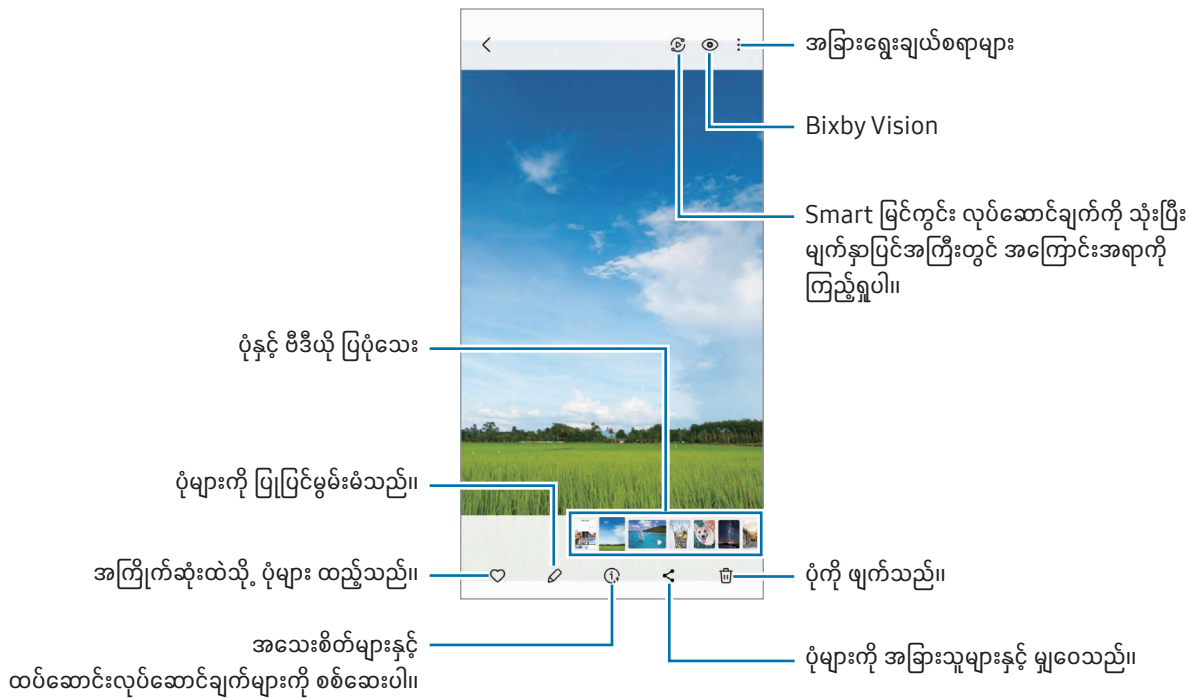 အခြားရွေးချယ်စရာများ
Bixby Vision
Smart မြင်ကွင်း လုပ်ဆောင်ချက်ကို သုံးပြီး
မျက်နှာပြင်အကြီးတွင် အကြောင်းအရာကို
ကြည့်ရှုပါ။
ပုံနှင့် ဗီဒီယို ပြပုံသေး
ပုံများကို ပြုပြင်မွမ်းမံသည်။
အကြိုက်ဆုံးထဲသို့ ပုံများ ထည့်သည်။
ပုံကို ဖျက်သည်။
အသေးစိတ်များနှင့်
ထပ်ဆောင်းလုပ်ဆောင်ချက်များကို စစ်ဆေးပါ။
ပုံများကို အခြားသူများနှင့် မျှဝေသည်။